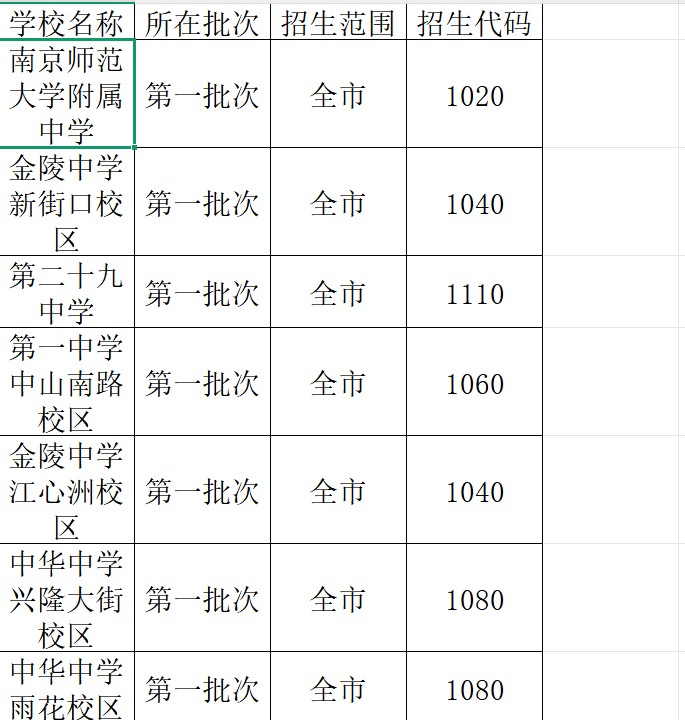 学校名称 所在批次 招生范围 招生代码
南京师范
大学附属
中学
第一批次 全市 1020
金陵中学
新街口校
区
第一批次 全市 1040
第二十九
中学
第一批次 全市 1110
第一中学
中山南路
校区
第一批次 全市 1060
金陵中学
江心洲校
区
第一批次 全市 1040
中华中学
兴隆大街
校区
第一批次 全市 1080
中华中学
雨花校区
第一批次 全市 1080